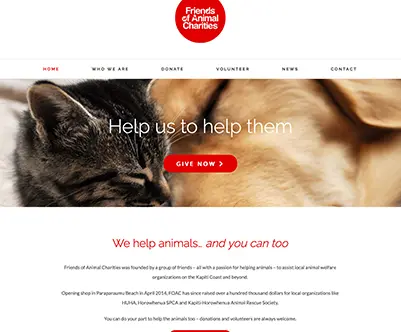 Friends
of Animal
Charities
HOME WHO WE ARE DONATE VOLUNTEER NEWS CONTACT
Help us to help them
GIVE NOW >
We help animals... and you can too
Friends of Animal Charities was founded by a group of friends – all with a passion for helping animals – to assist local animal welfare
organizations on the Kapiti Coast and beyond.
Opening shop in Paraparaumu Beach in April 2014, FOAC has since raised over a hundred thousand dollars for local organizations like
HUHA, Horowhenua SPCA and Kapiti-Horowhenua Animal Rescue Society.
You can do your part to help the animals too – donations and volunteers are always welcome.